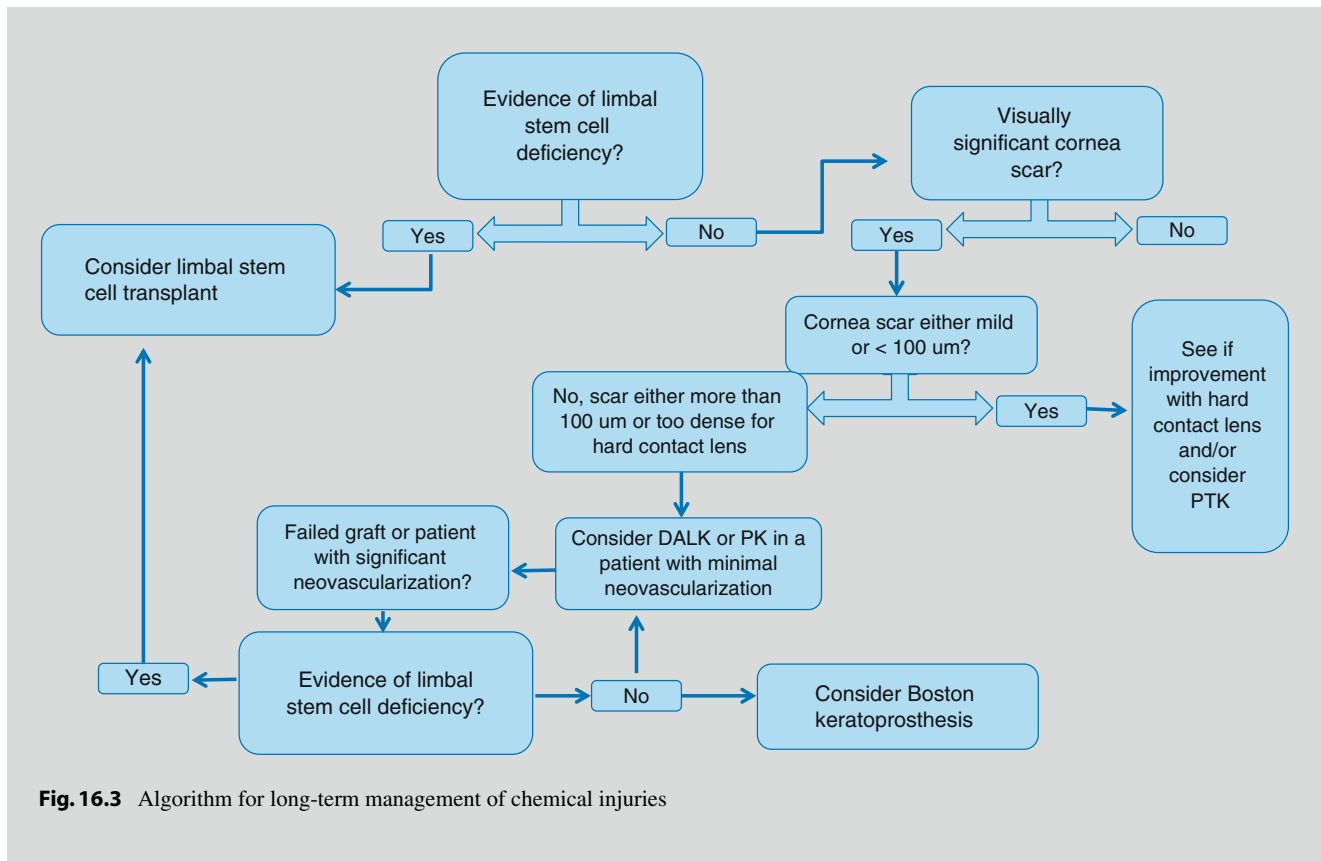 Evidence of limbal
stem cell
deficiency?
Visually
significant cornea
scar?
Yes
No
Yes
No
Consider limbal stem
cell transplant
Cornea scar either mild
or < 100 um?
See if
improvement
with hard
contact lens
and/or
consider
PTK
No, scar either more than
100 um or too dense for
hard contact lens
Yes
Failed graft or patient
with significant
neovascularization?
Consider DALK or PK in a
patient with minimal
neovascularization
Yes
Evidence of limbal
stem cell deficiency?
No
Consider Boston
keratoprosthesis
Fig. 16.3 Algorithm for long-term management of chemical injuries